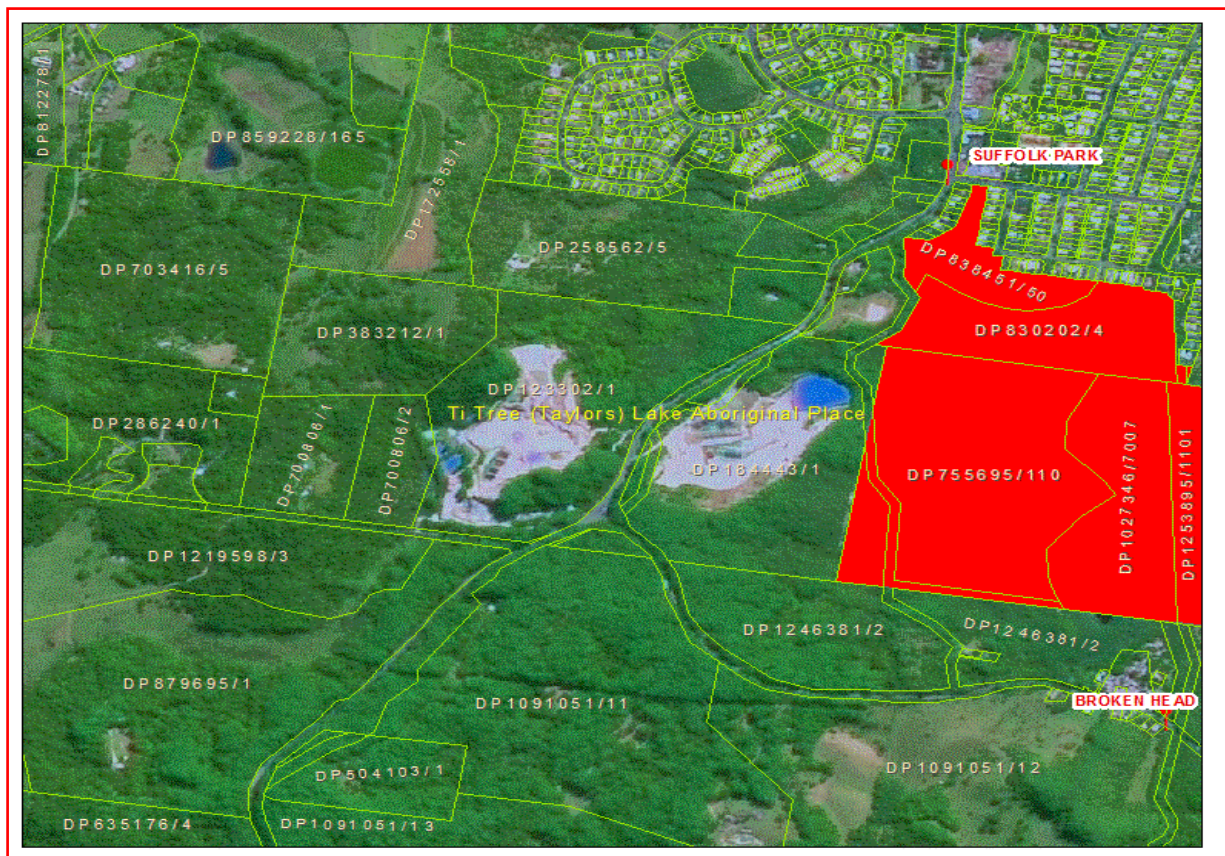 DP812278/1
DP859228/165
DP172558/1
SUFFOLK PARK
DP703416/5
DP258562/5
DP838451/50
DP383212/1
DP830202/4
DP123302/1
Ti Tree (Taylors) Lake Aboriginal Place
DP286240/1
DP700806/1
DP700806/2
DP184443/1
DP755695/110
DP1027346/7007
DP1253895/1101
DP1219598/3
DP1246381/2
DP1246381/2
DP879695/1
DP1091051/11
BROKEN HEAD
DP504103/1
DP1091051/12
DP635176/4
DP1091051/13